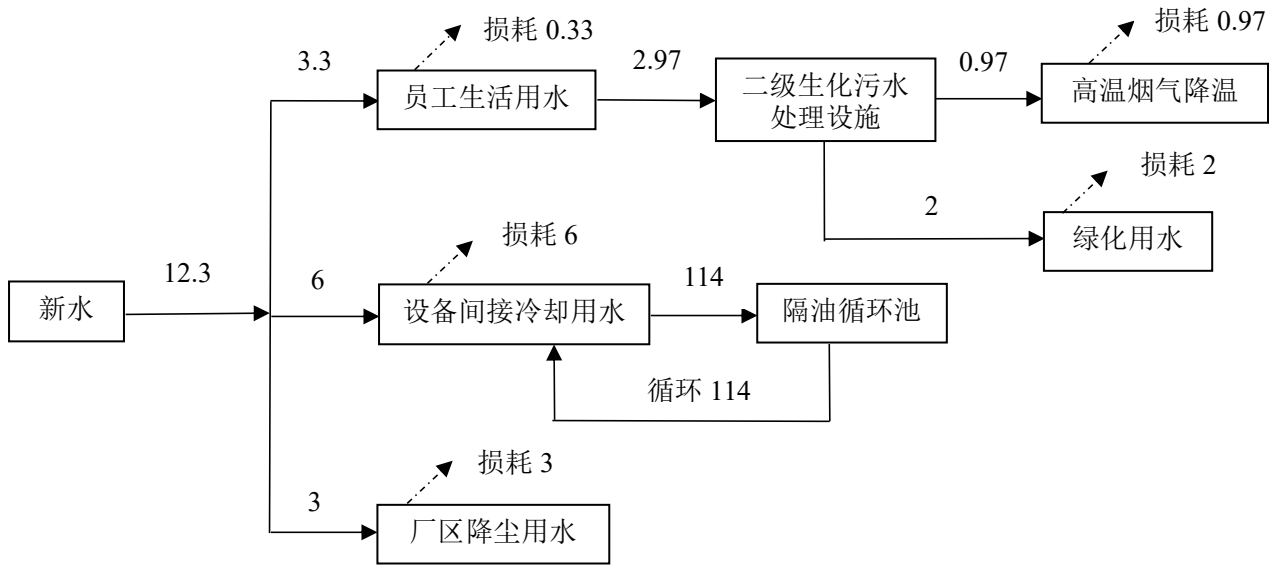 损耗 0.33
3.3
员工生活用水
2.97
二级生化污水
处理设施
0.97
损耗 0.97
高温烟气降温
2
损耗 2
绿化用水
新水
12.3
6
损耗 6
设备间接冷却用水
114
隔油循环池
循环 114
3
损耗 3
厂区降尘用水